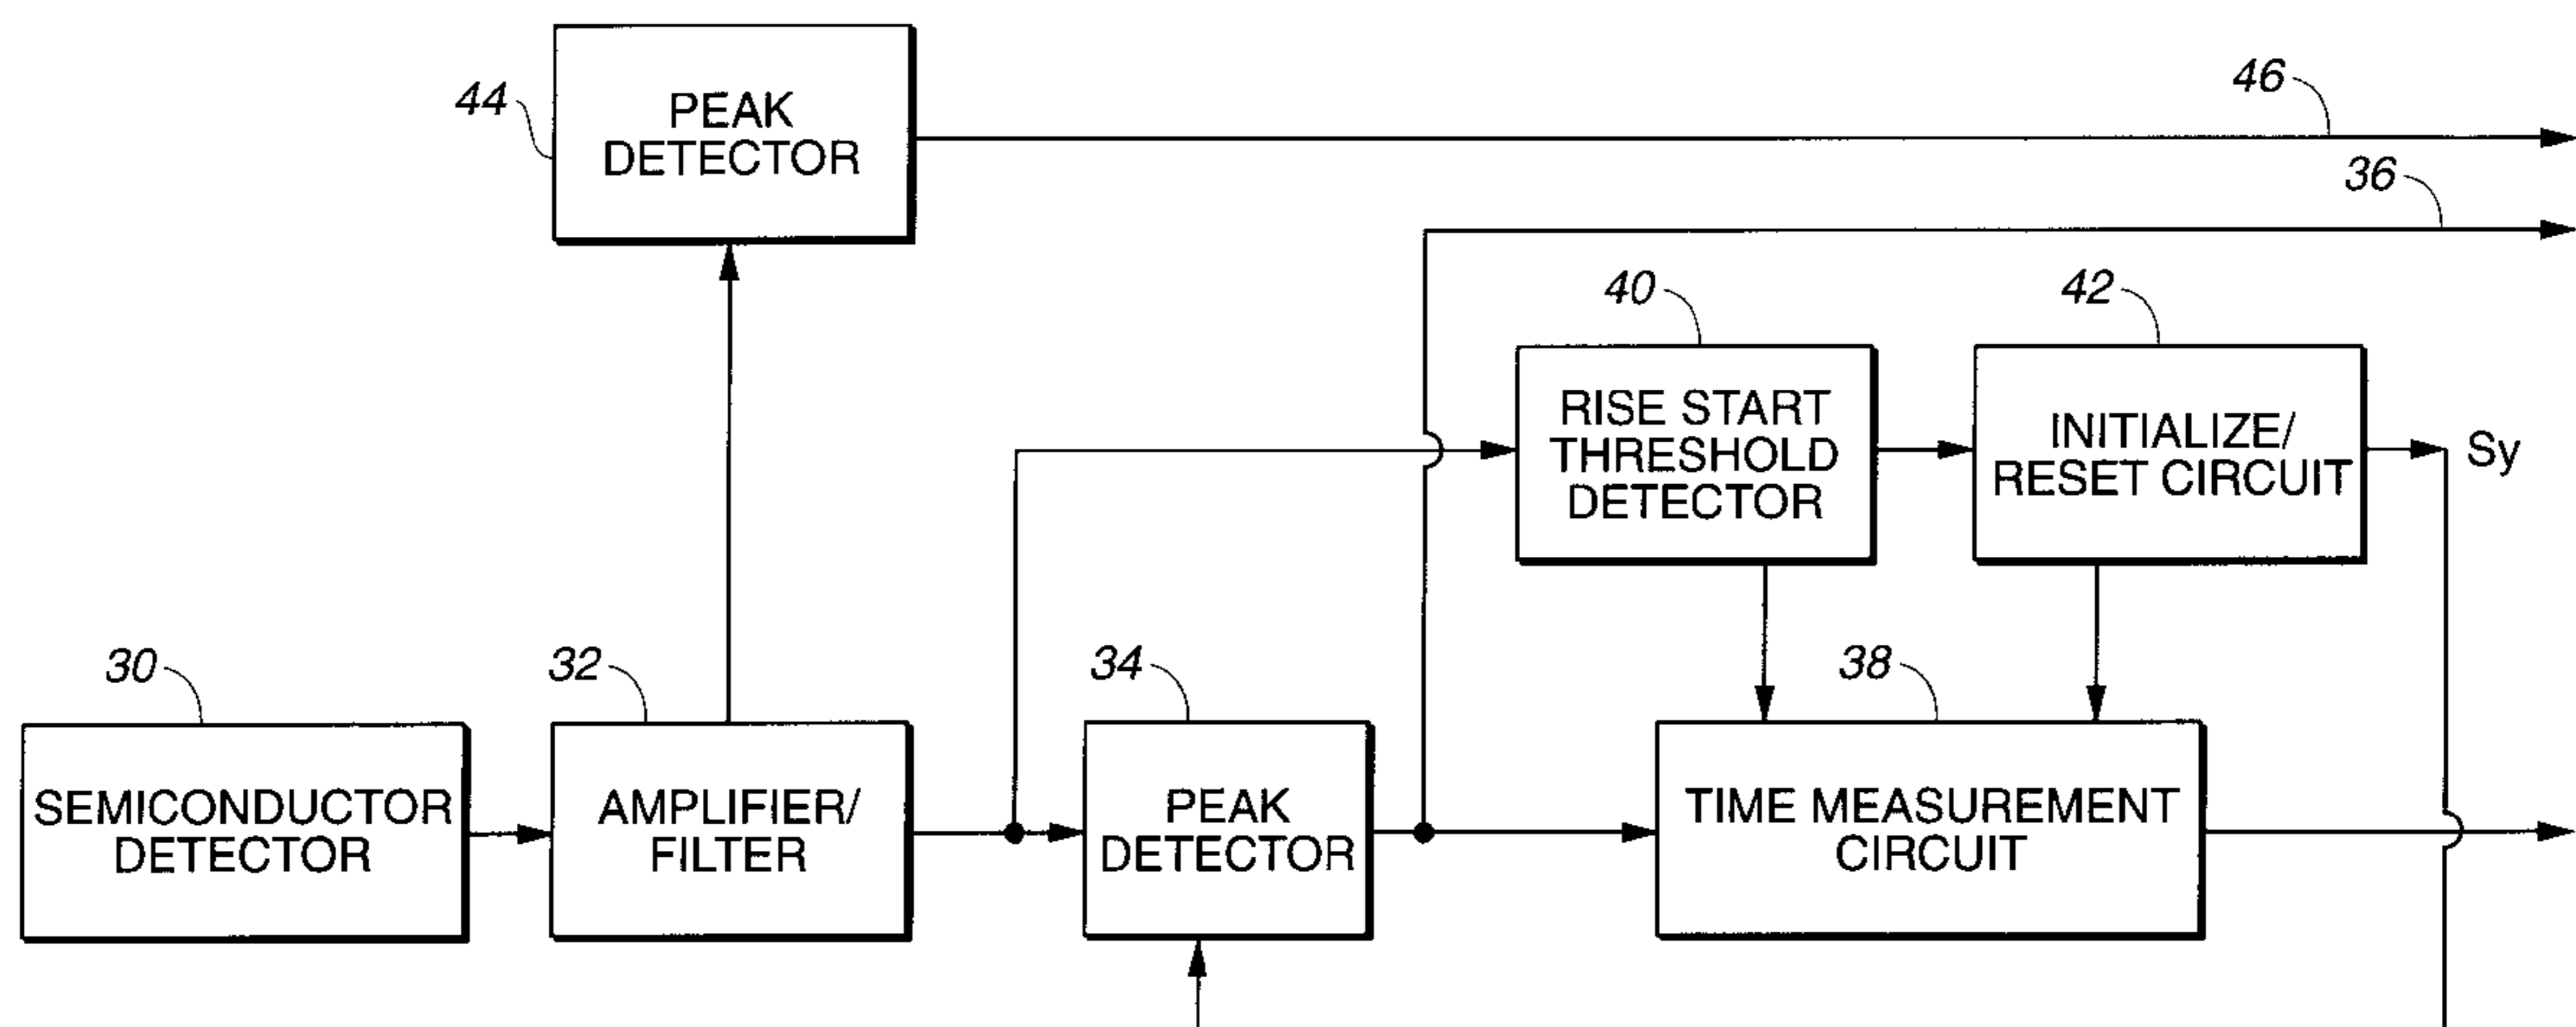 44
PEAK
DETECTOR
46
36
40
42
RISE START
THRESHOLD
DETECTOR
INITIALIZE/
RESET CIRCUIT
Sy
30
32
34
38
SEMICONDUCTOR
DETECTOR
AMPLIFIER/
FILTER
PEAK
DETECTOR
TIME MEASUREMENT
CIRCUIT